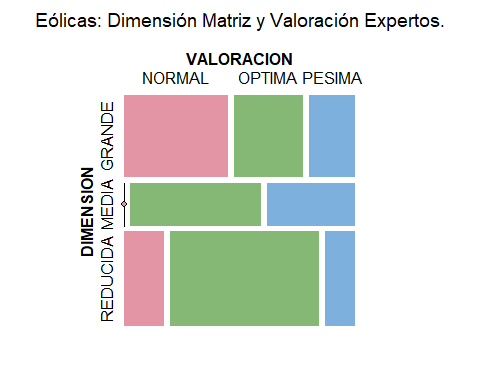 Eólicas: Dimensión Matriz y Valoración Expertos.
VALORACION
NORMAL OPTIMA PESIMA
DIMENSION
GRANDE
MEDIA
REDUCIDA